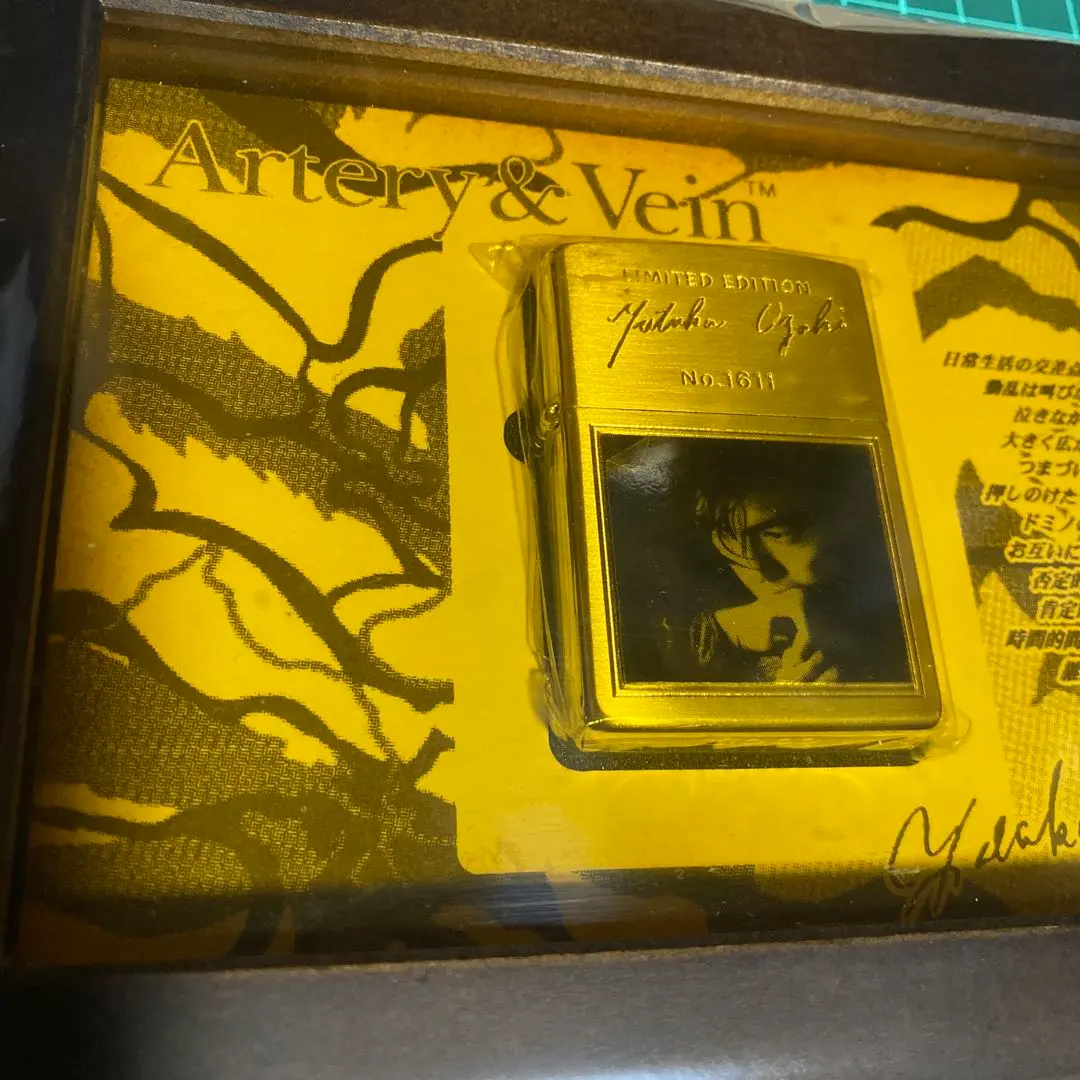 Artery & Vein™
LIMITED EDITION
Yutaka Ozaki
No.1611
日常生活の交差点
動乱は叫び
泣きなが
大きく広
つまづ
押しのけた
ドミノ
お互いに
否定
肯定
時間的